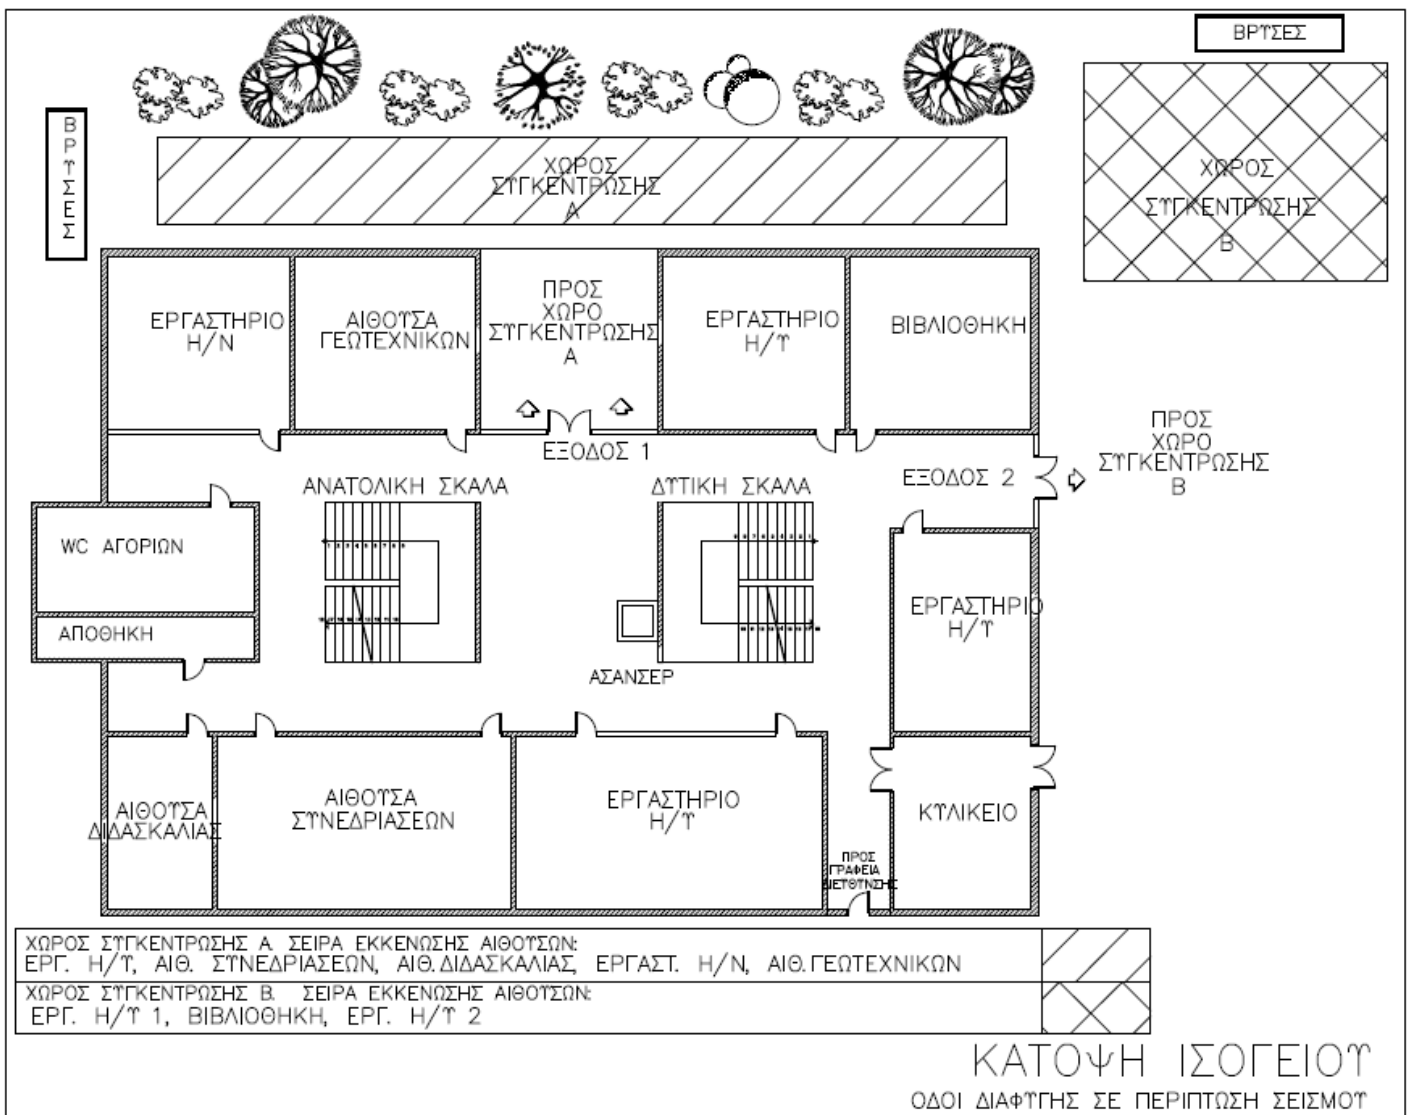 ΒΡΥΣΕΣ
ΒΡΥΣΕΣ
ΧΩΡΟΣ
ΣΥΓΚΕΝΤΡΩΣΗΣ
Α
ΧΩΡΟΣ
ΣΥΓΚΕΝΤΡΩΣΗΣ
Β
ΕΡΓΑΣΤΗΡΙΟ
Η/Ν
ΑΙΘΟΥΣΑ
ΓΕΩΤΕΧΝΙΚΩΝ
ΠΡΟΣ
ΧΩΡΟ
ΣΥΓΚΕΝΤΡΩΣΗΣ
Α
ΕΡΓΑΣΤΗΡΙΟ
Η/Υ
ΒΙΒΛΙΟΘΗΚΗ
ΕΞΟΔΟΣ 1
ΠΡΟΣ
ΧΩΡΟ
ΣΥΓΚΕΝΤΡΩΣΗΣ
Β
ΕΞΟΔΟΣ 2
ΑΝΑΤΟΛΙΚΗ ΣΚΑΛΑ
ΔΥΤΙΚΗ ΣΚΑΛΑ
WC ΑΓΟΡΙΩΝ
ΑΠΟΘΗΚΗ
ΕΡΓΑΣΤΗΡΙΟ
Η/Υ
ΑΣΑΝΣΕΡ
ΑΙΘΟΥΣΑ
ΔΙΔΑΣΚΑΛΙΑΣ
ΑΙΘΟΥΣΑ
ΣΥΝΕΔΡΙΑΣΕΩΝ
ΕΡΓΑΣΤΗΡΙΟ
Η/Υ
ΚΥΛΙΚΕΙΟ
ΠΡΟΣ
ΓΡΑΦΕΙΑ
ΔΙΕΥΘΥΝΣΗΣ
ΧΩΡΟΣ ΣΥΓΚΕΝΤΡΩΣΗΣ Α. ΣΕΙΡΑ ΕΚΚΕΝΩΣΗΣ ΑΙΘΟΥΣΩΝ:
ΕΡΓ. Η/Υ, ΑΙΘ. ΣΥΝΕΔΡΙΑΣΕΩΝ, ΑΙΘ.ΔΙΔΑΣΚΑΛΙΑΣ, ΕΡΓΑΣΤ. Η/Ν, ΑΙΘ.ΓΕΩΤΕΧΝΙΚΩΝ
ΧΩΡΟΣ ΣΥΓΚΕΝΤΡΩΣΗΣ Β. ΣΕΙΡΑ ΕΚΚΕΝΩΣΗΣ ΑΙΘΟΥΣΩΝ:
ΕΡΓ. Η/Υ 1, ΒΙΒΛΙΟΘΗΚΗ, ΕΡΓ. Η/Υ 2
ΚΑΤΟΨΗ ΙΣΟΓΕΙΟΥ
ΟΔΟΙ ΔΙΑΦΥΓΗΣ ΣΕ ΠΕΡΙΠΤΩΣΗ ΣΕΙΣΜΟΥ